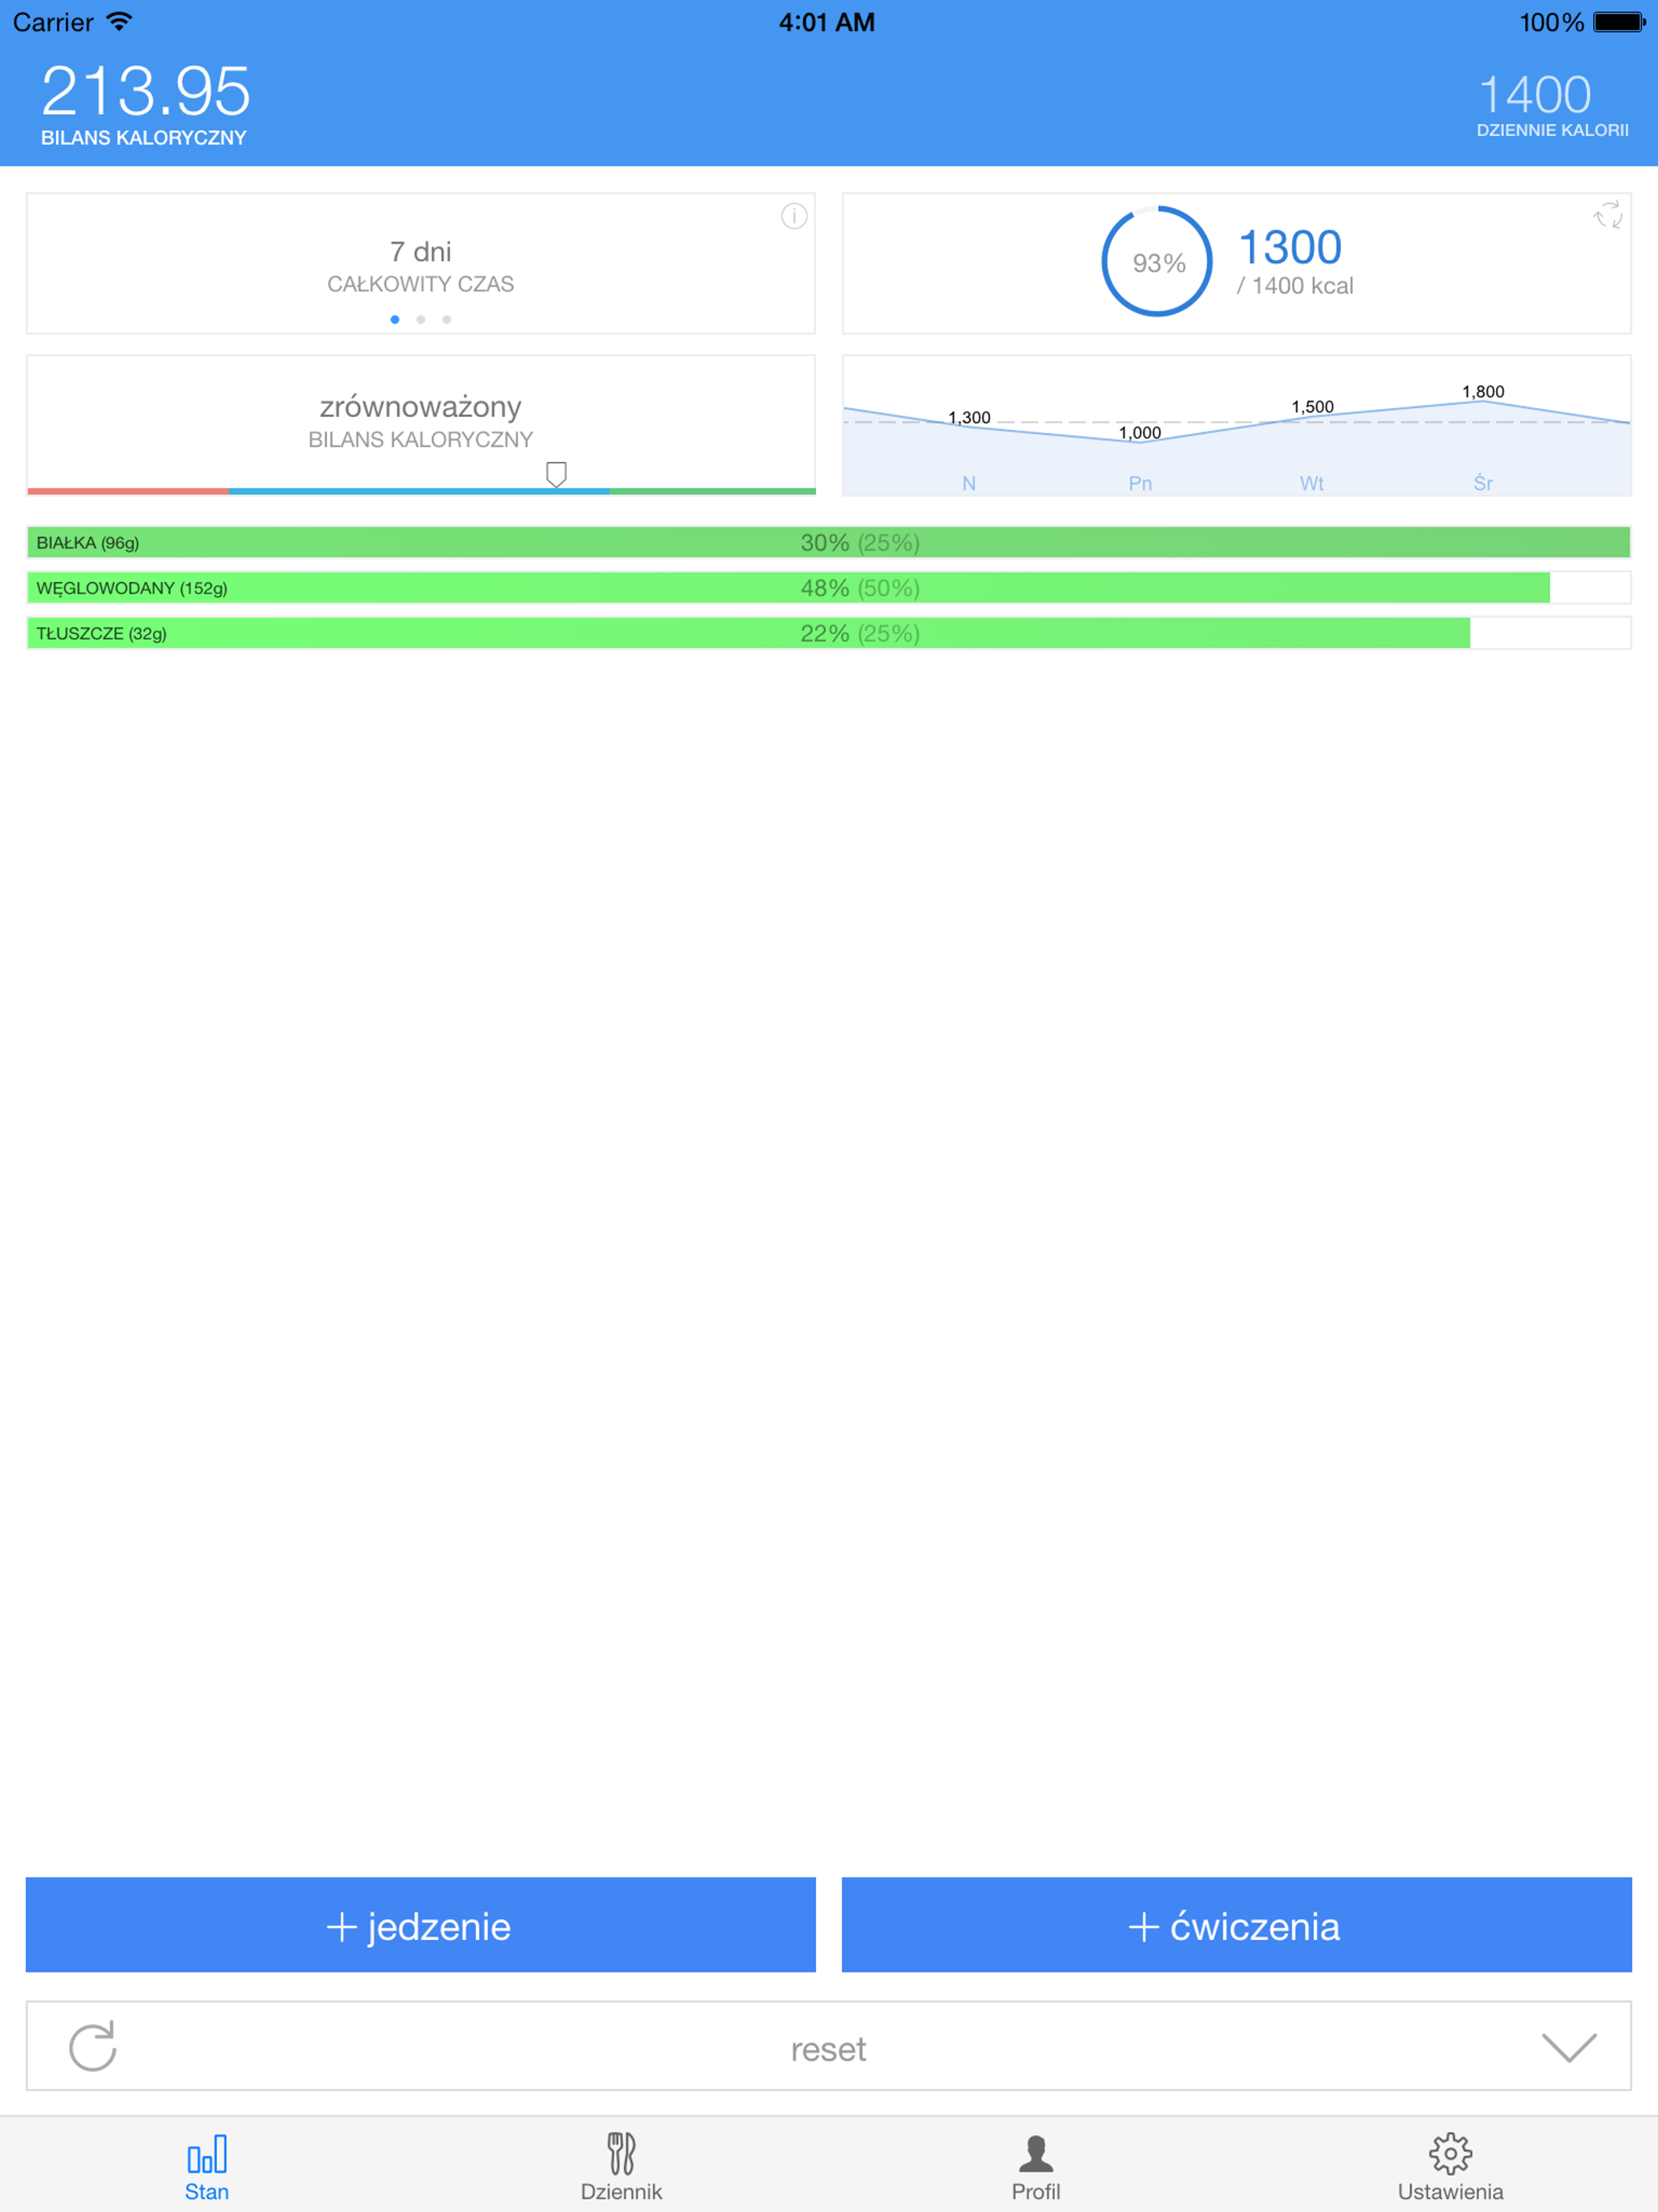 Carrier 4:01 AM 100%
213.95
BILANS KALORYCZNY
1400
DZIENNIE KALORII
7 dni
CAŁKOWITY CZAS
93%
1300
/ 1400 kcal
zrównoważony
BILANS KALORYCZNY
1,300 1,000 1,500 1,800
N Pn Wt Śr
BIAŁKA (96g) 30% (25%)
WĘGLOWODANY (152g) 48% (50%)
TŁUSZCZE (32g) 22% (25%)
+ jedzenie
+ ćwiczenia
reset
Stan Dziennik Profil Ustawienia